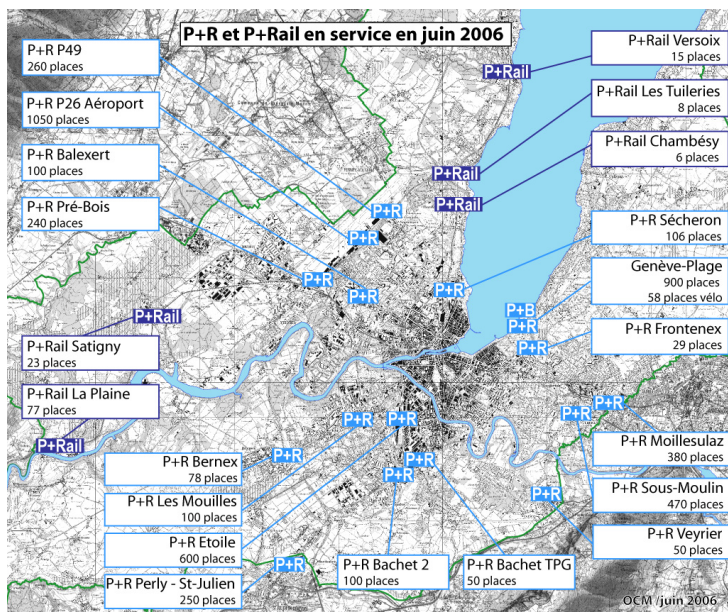 P+R et P+Rail en service en juin 2006
P+R P49
260 places
P+R P26 Aéroport
1050 places
P+R Balexert
100 places
P+R Pré-Bois
240 places
P+Rail Versoix
15 places
P+Rail Les Tuileries
8 places
P+Rail Chambésy
6 places
P+R Sécheron
106 places
Genève-Plage
900 places
58 places vélo
P+R Frontenex
29 places
P+Rail
P+Rail
P+Rail
P+R
P+R
P+R
P+R
P+R
P+B
P+R
P+R
P+Rail
P+Rail Satigny
23 places
P+Rail La Plaine
77 places
P+Rail
P+R
P+R
P+R
P+R
P+R
P+R
P+R
P+R
P+R
P+R
P+R Bernex
78 places
P+R Les Mouilles
100 places
P+R Etoile
600 places
P+R Perly - St-Julien
250 places
P+R Bachet 2
100 places
P+R Bachet TPG
50 places
P+R Moillesulaz
380 places
P+R Sous-Moulin
470 places
P+R Veyrier
50 places
OCM /juin 2006